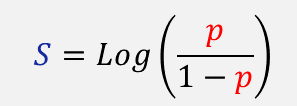 S = Log(p / 1 − p)